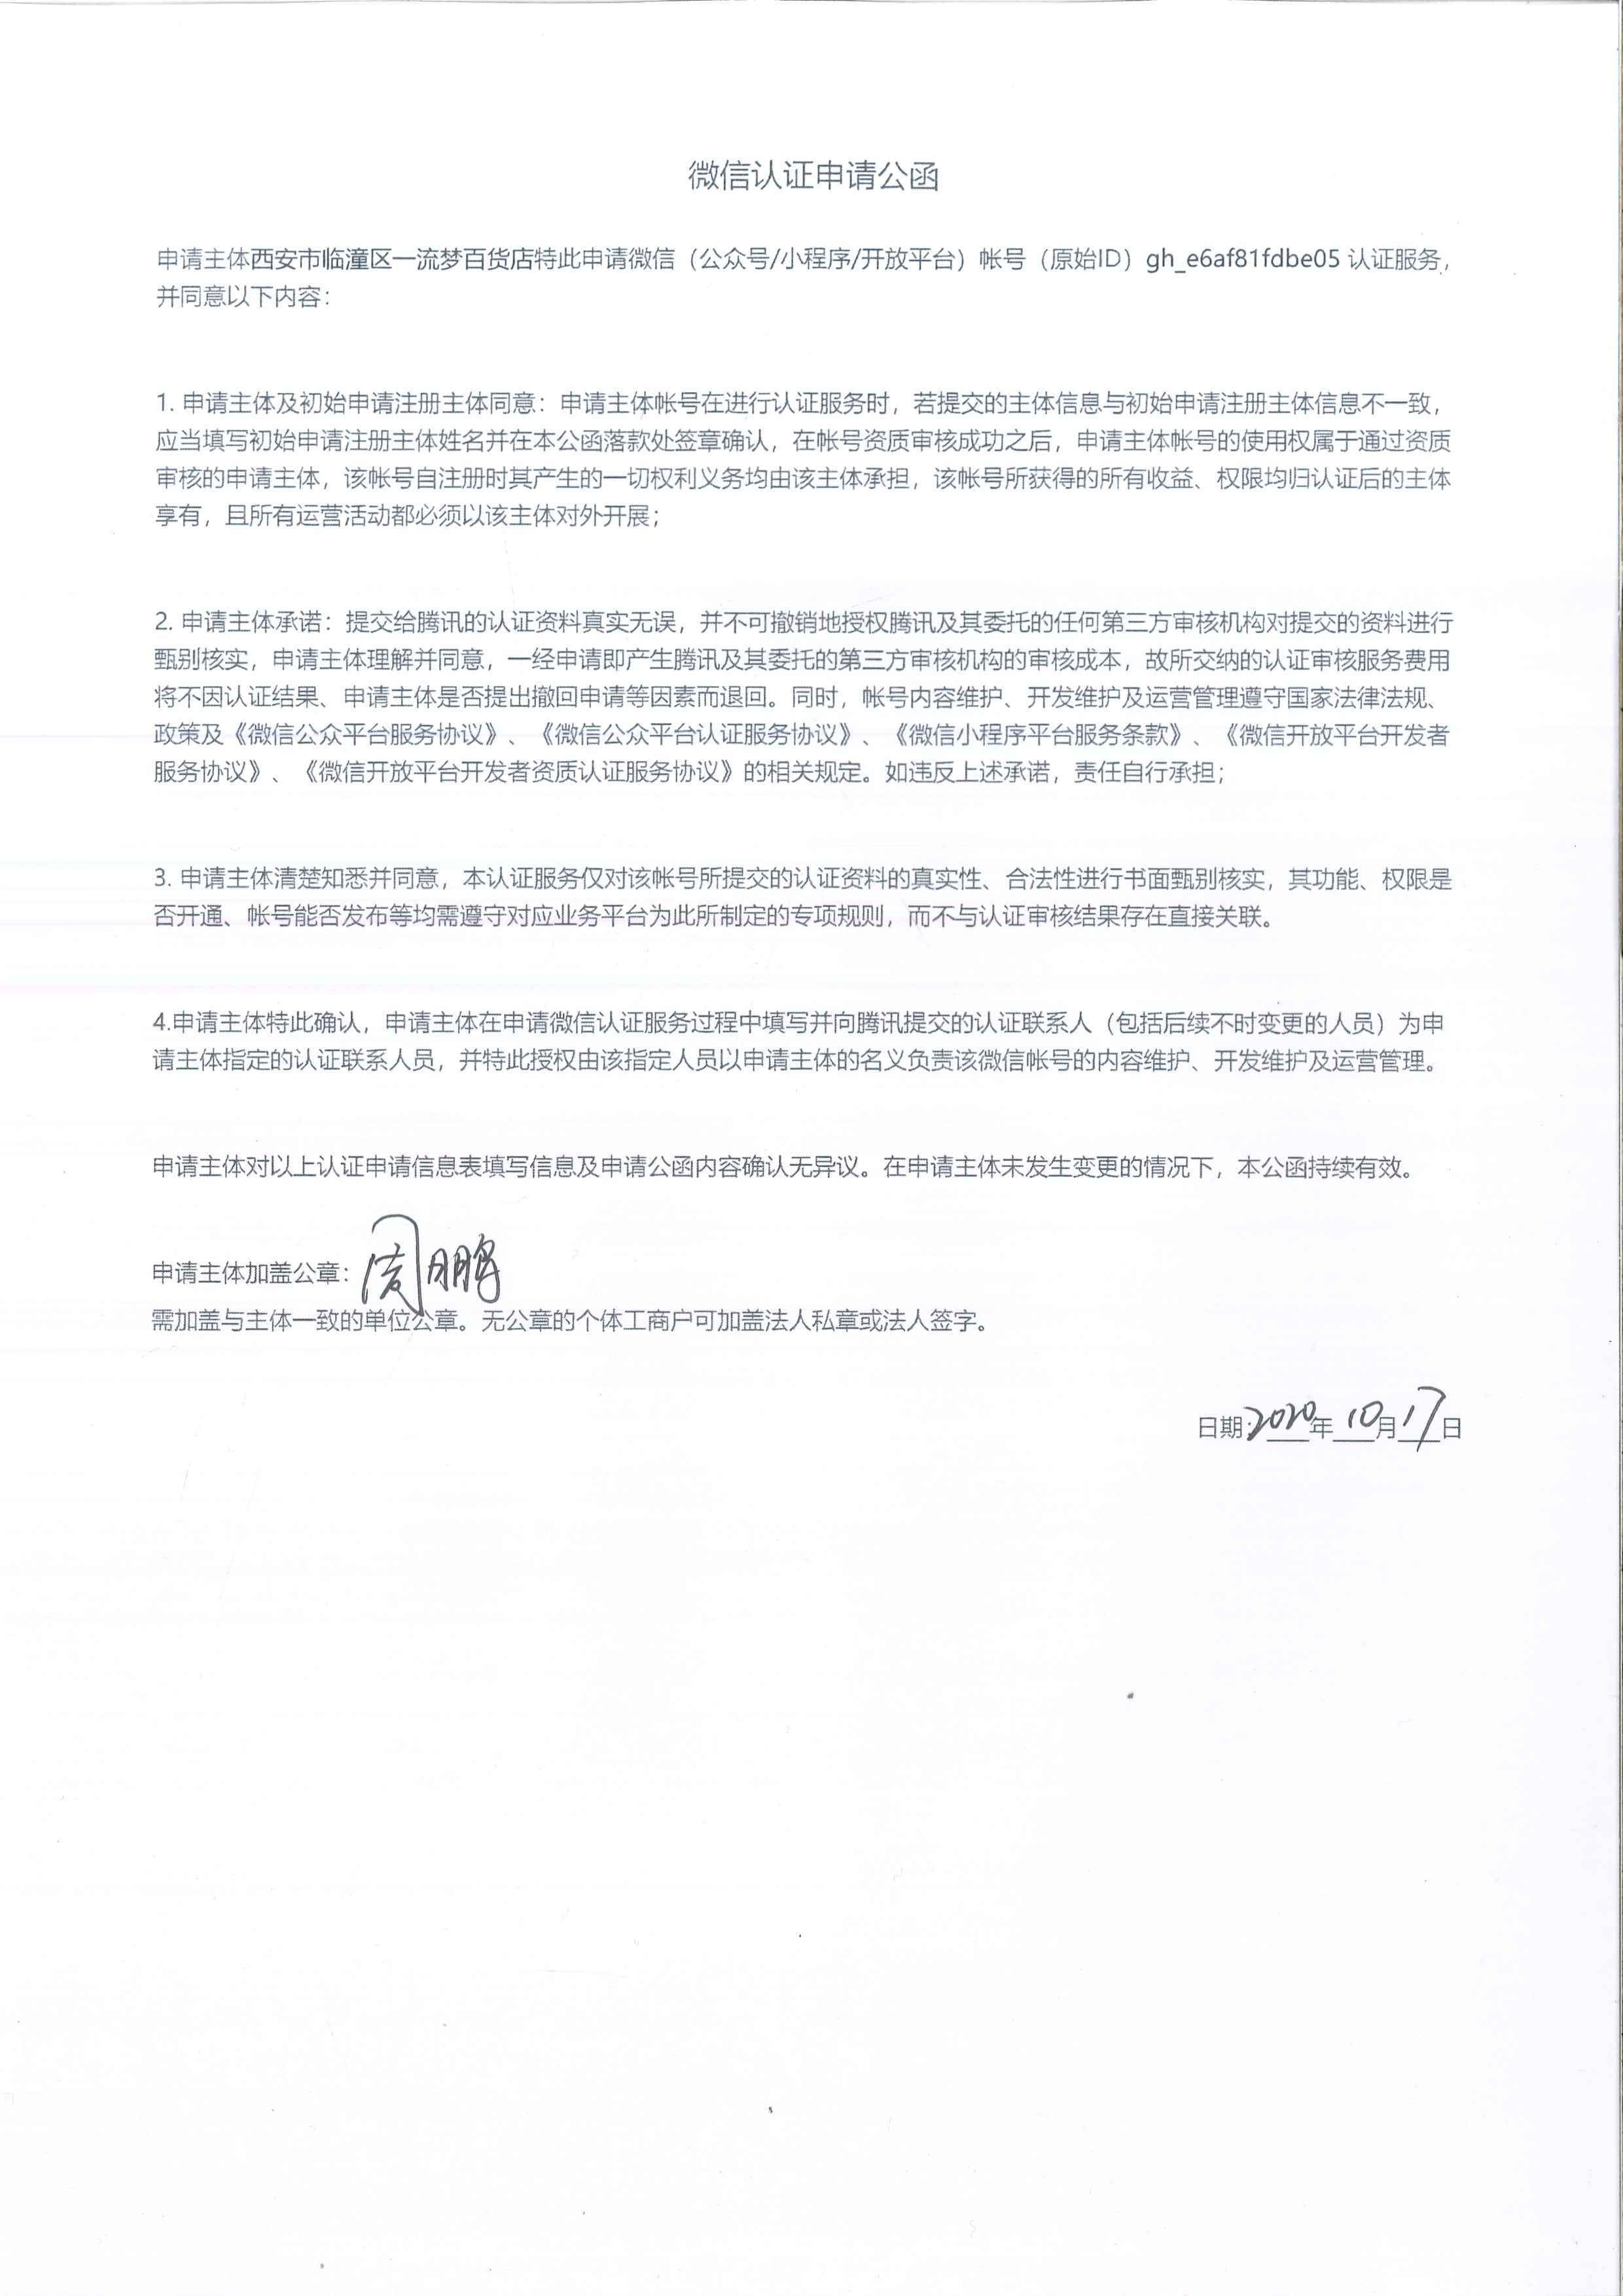 微信认证申请公函
申请主体西安市临潼区一流梦百货店特此申请微信（公众号/小程序/开放平台）帐号（原始ID）gh_e6af81fdbe05 认证服务，
并同意以下内容：
1. 申请主体及初始申请注册主体同意：申请主体帐号在进行认证服务时，若提交的主体信息与初始申请注册主体信息不一致，
应当填写初始申请注册主体姓名并在本公函落款处签章确认，在帐号资质审核成功之后，申请主体帐号的使用权属于通过资质
审核的申请主体，该帐号自注册时其产生的一切权利义务均由该主体承担，该帐号所获得的所有收益、权限均归认证后的主体
享有，且所有运营活动都必须以该主体对外开展；
2. 申请主体承诺：提交给腾讯的认证资料真实无误，并不可撤销地授权腾讯及其委托的任何第三方审核机构对提交的资料进行
甄别核实，申请主体理解并同意，一经申请即产生腾讯及其委托的第三方审核机构的审核成本，故所交纳的认证审核服务费用
将不因认证结果、申请主体是否提出撤回申请等因素而退回。同时，帐号内容维护、开发维护及运营管理遵守国家法律法规、
政策及《微信公众平台服务协议》、《微信公众平台认证服务协议》、《微信小程序平台服务条款》、《微信开放平台开发者
服务协议》、《微信开放平台开发者资质认证服务协议》的相关规定。如违反上述承诺，责任自行承担；
3. 申请主体清楚知悉并同意，本认证服务仅对该帐号所提交的认证资料的真实性、合法性进行书面甄别核实，其功能、权限是
否开通、帐号能否发布等均需遵守对应业务平台为此所制定的专项规则，而不与认证审核结果存在直接关联。
4.申请主体特此确认，申请主体在申请微信认证服务过程中填写并向腾讯提交的认证联系人（包括后续不时变更的人员）为申
请主体指定的认证联系人员，并特此授权由该指定人员以申请主体的名义负责该微信帐号的内容维护、开发维护及运营管理。
申请主体对以上认证申请信息表填写信息及申请公函内容确认无异议。在申请主体未发生变更的情况下，本公函持续有效。
申请主体加盖公章：周鹏
需加盖与主体一致的单位公章。无公章的个体工商户可加盖法人私章或法人签字。
日期：2020年10月17日